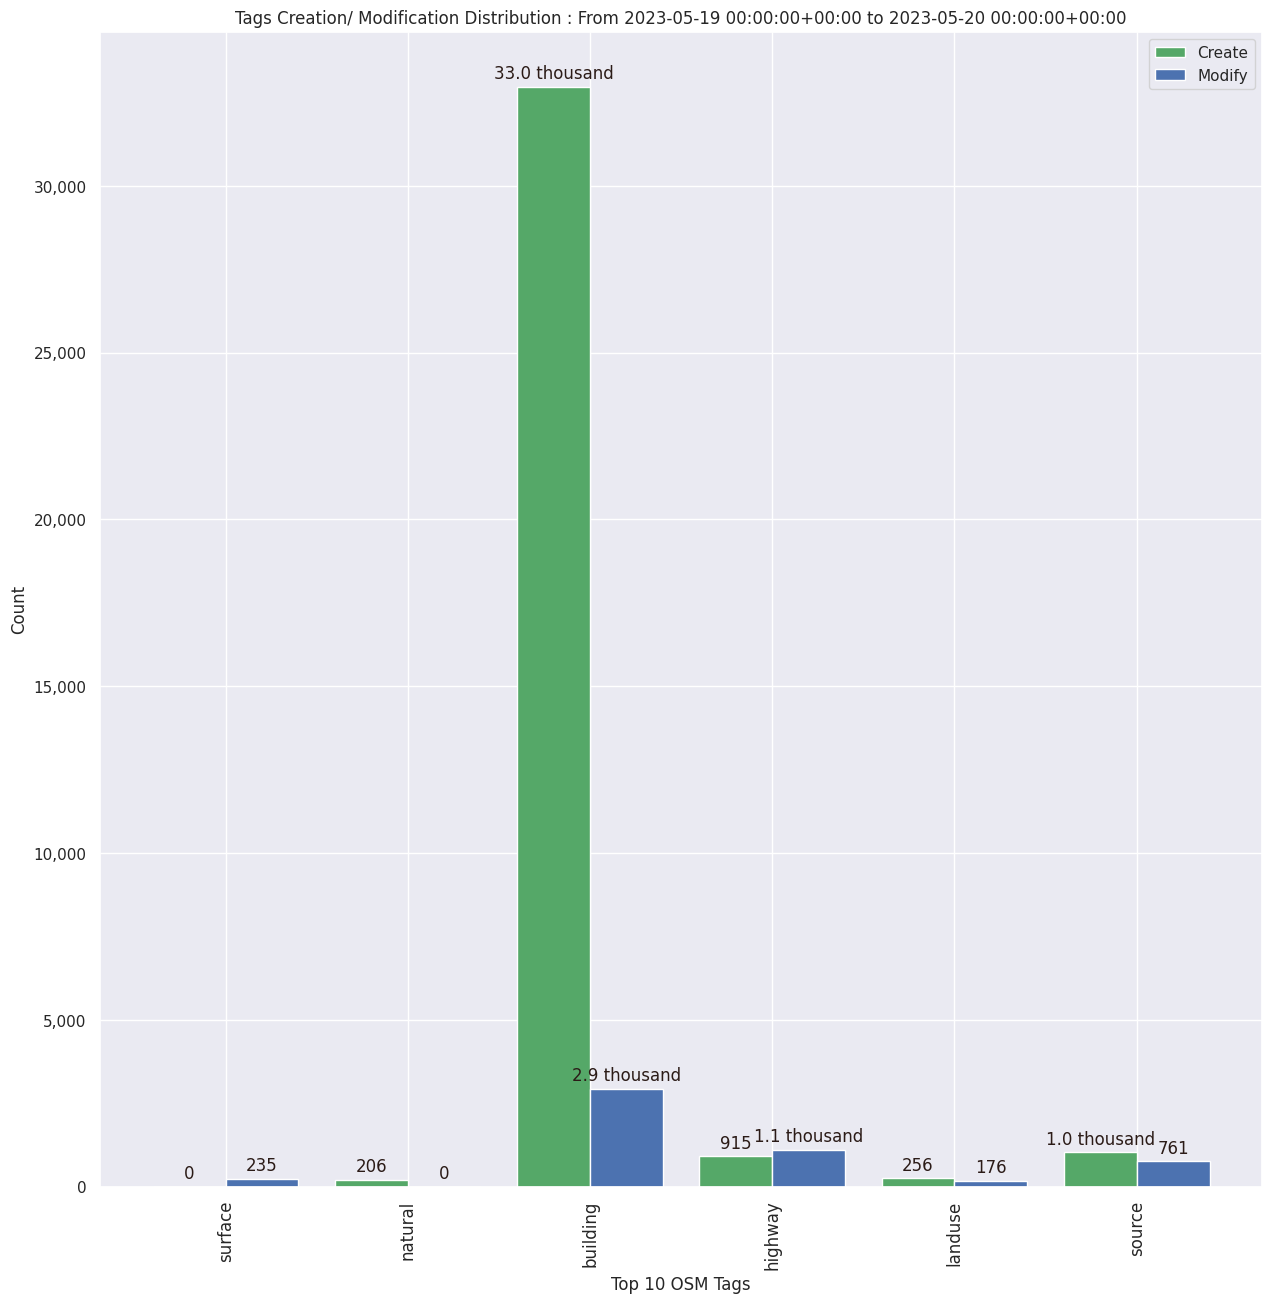 Tags Creation/ Modification Distribution : From 2023-05-19 00:00:00+00:00 to 2023-05-20 00:00:00+00:00
Create
Modify
33.0 thousand
30,000
25,000
20,000
15,000
10,000
5,000
0
Count
0
235
206
0
2.9 thousand
915
1.1 thousand
256
176
1.0 thousand
761
surface
natural
building
highway
landuse
source
Top 10 OSM Tags